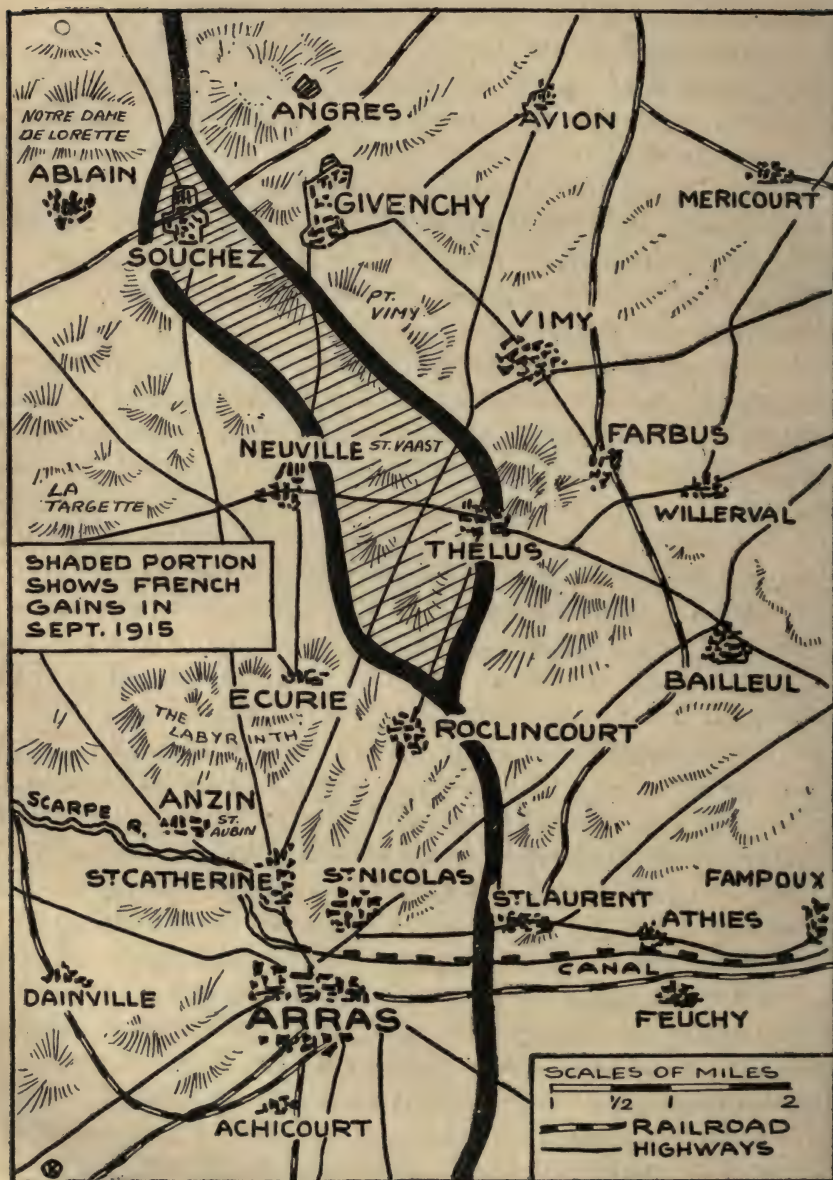 NOTRE DAME
DE LORETTE
ABLAIN
ANGRES
AVION
GIVENCHY
MERICOURT
SOUCHEZ
PT.
VIMY
VIMY
NEUVILLE ST. VAAST
FARBUS
LA
TARGETTE
WILLERVAL
THELUS
SHADED PORTION
SHOWS FRENCH
GAINS IN
SEPT. 1915
ECURIE
BAILLEUL
THE
LABYRINTH
ROCLINCOURT
SCARPE R.
ANZIN
ST.
AUBIN
ST CATHERINE
ST NICOLAS
ST LAURENT
FAMPOUX
ATHIES
CANAL
DAINVILLE
ARRAS
FEUCHY
ACHICOURT
SCALES OF MILES
1 1/2 1 2
RAILROAD
HIGHWAYS